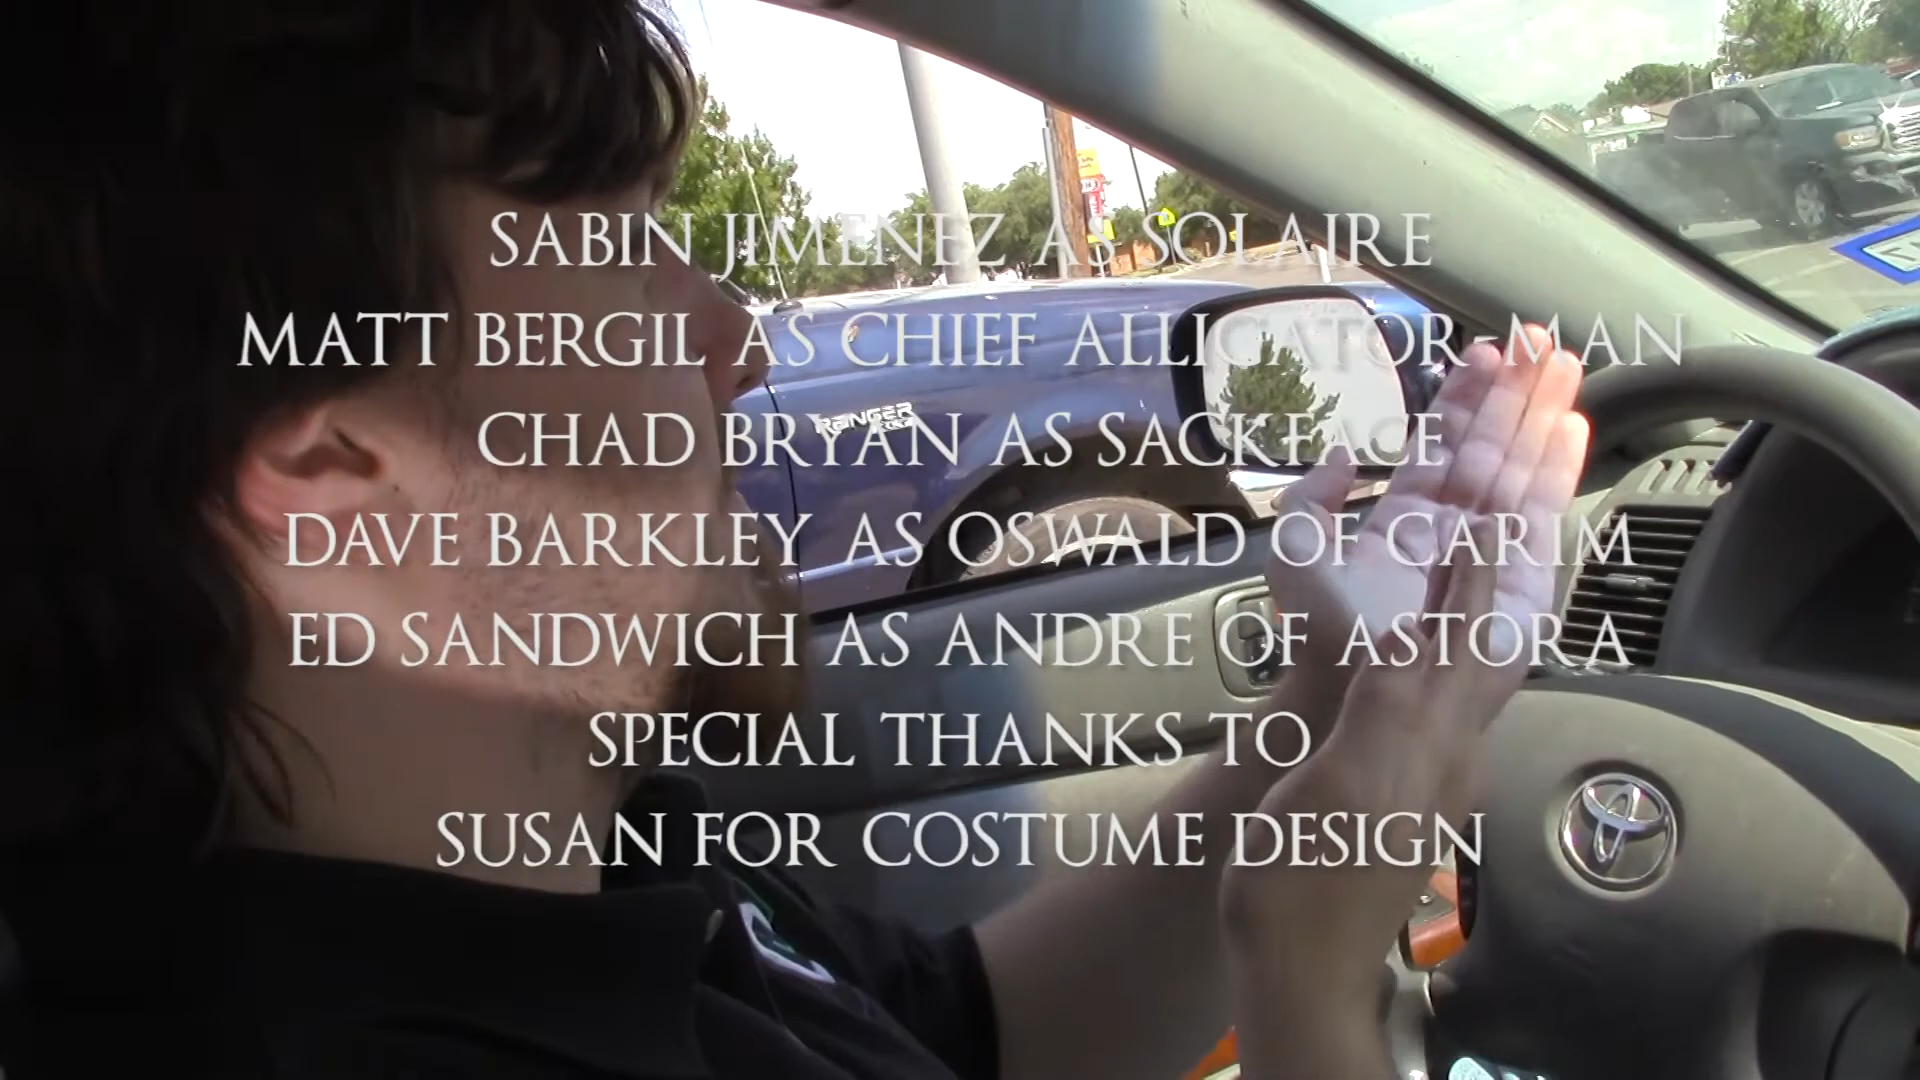 SABIN JIMENEZ AS SOLAIRE
MATT BERGIL AS CHIEF ALLIGATOR-MAN
CHAD BRYAN AS SACKFACE
RANGER
DAVE BARKLEY AS OSWALD OF CARIM
ED SANDWICH AS ANDRE OF ASTORA
SPECIAL THANKS TO
SUSAN FOR COSTUME DESIGN